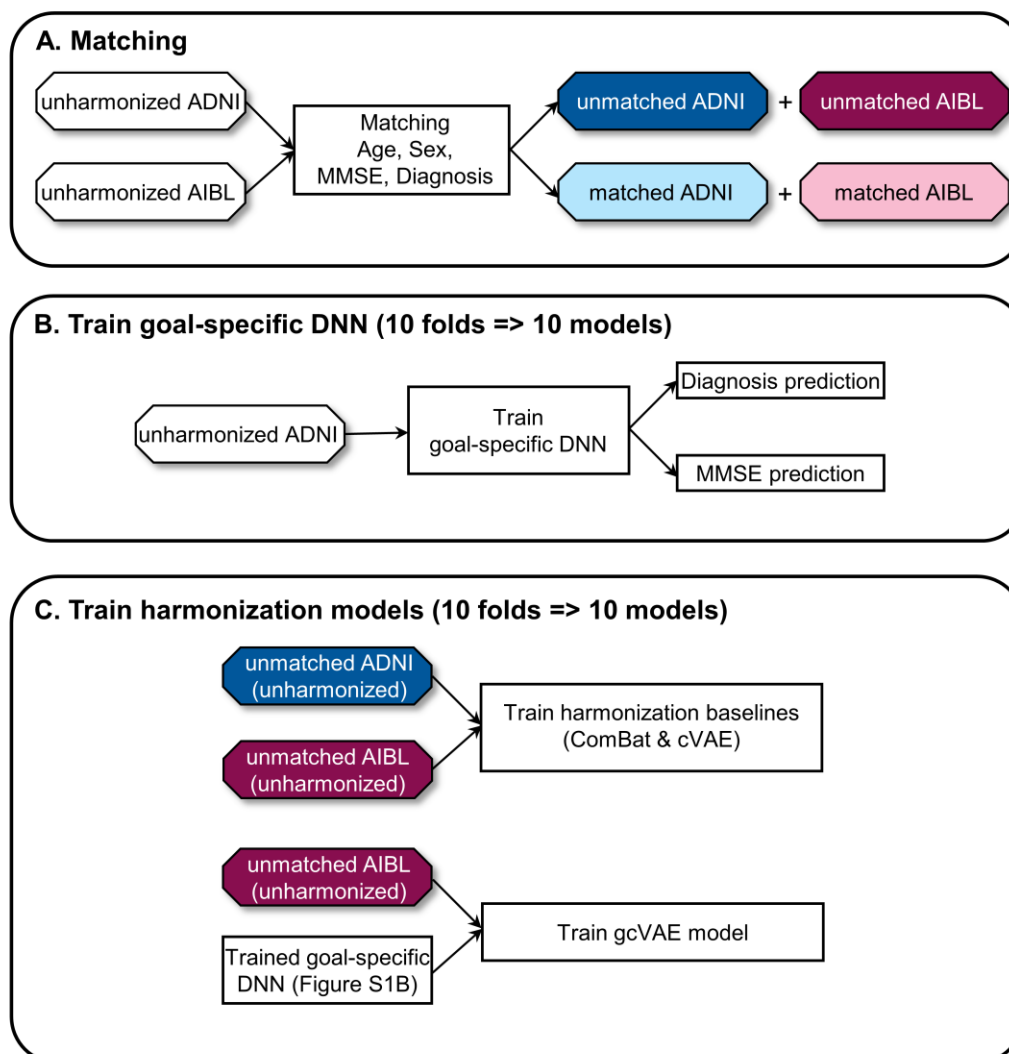 A. Matching
unharmonized ADNI
unharmonized AIBL
Matching
Age, Sex,
MMSE, Diagnosis
unmatched ADNI + unmatched AIBL
matched ADNI + matched AIBL
B. Train goal-specific DNN (10 folds => 10 models)
unharmonized ADNI
Train
goal-specific DNN
Diagnosis prediction
MMSE prediction
C. Train harmonization models (10 folds => 10 models)
unmatched ADNI
(unharmonized)
unmatched AIBL
(unharmonized)
Train harmonization baselines
(ComBat & cVAE)
unmatched AIBL
(unharmonized)
Trained goal-specific
DNN (Figure S1B)
Train gcVAE model